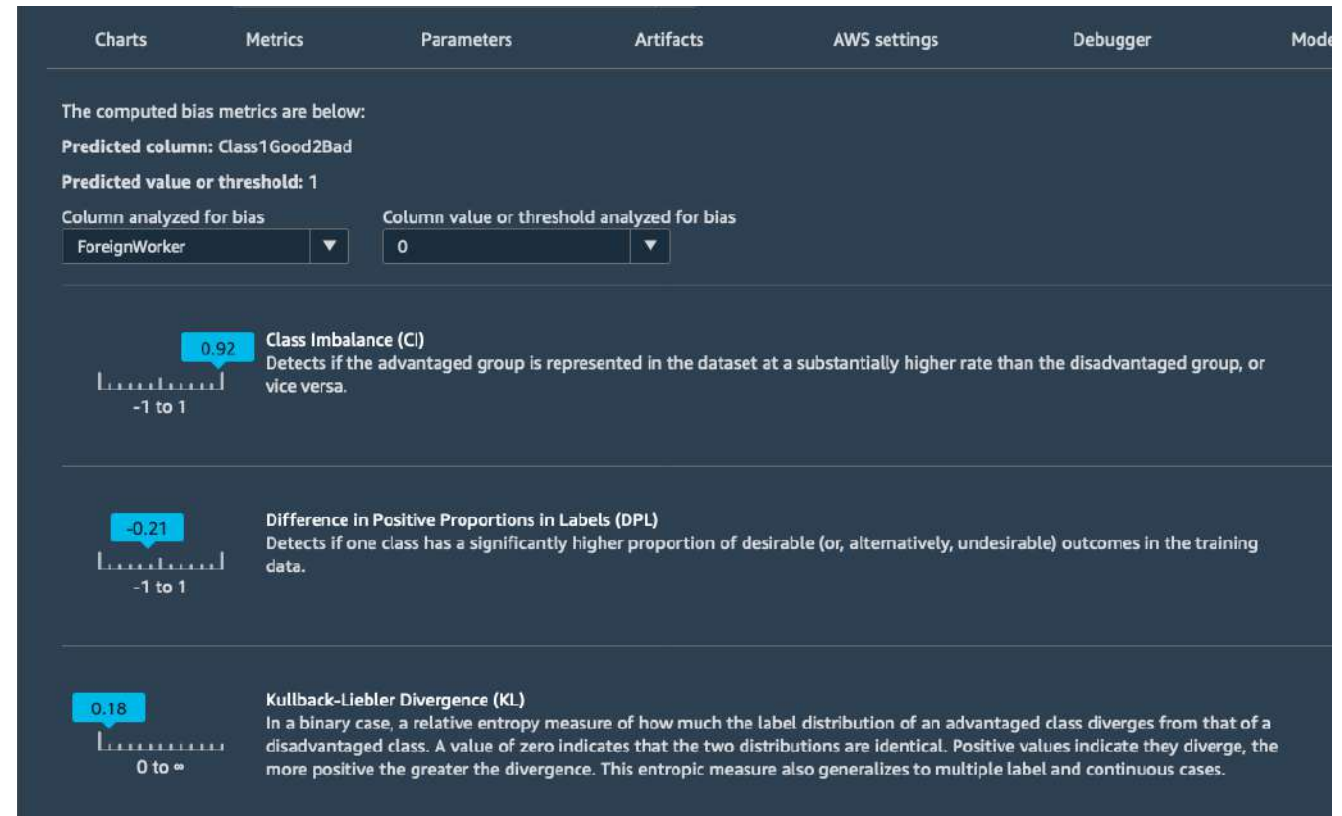 Charts Metrics Parameters Artifacts AWS settings Debugger Mode
The computed bias metrics are below:
Predicted column: Class1Good2Bad
Predicted value or threshold: 1
Column analyzed for bias Column value or threshold analyzed for bias
ForeignWorker 0
0.92
-1 to 1
Class Imbalance (CI)
Detects if the advantaged group is represented in the dataset at a substantially higher rate than the disadvantaged group, or
vice versa.
-0.21
-1 to 1
Difference in Positive Proportions in Labels (DPL)
Detects if one class has a significantly higher proportion of desirable (or, alternatively, undesirable) outcomes in the training
data.
0.18
0 to ∞
Kullback-Liebler Divergence (KL)
In a binary case, a relative entropy measure of how much the label distribution of an advantaged class diverges from that of a
disadvantaged class. A value of zero indicates that the two distributions are identical. Positive values indicate they diverge, the
more positive the greater the divergence. This entropic measure also generalizes to multiple label and continuous cases.